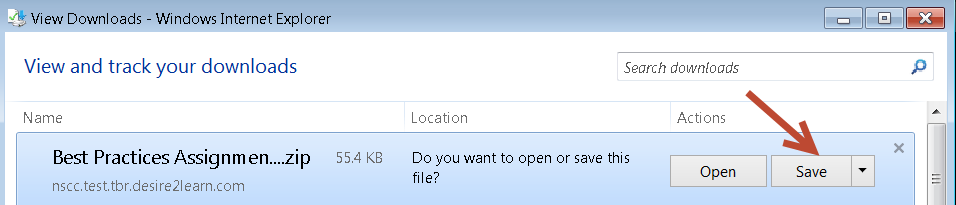 View Downloads - Windows Internet Explorer
View and track your downloads
Search downloads
Name Location Actions
Best Practices Assignmen....zip 55.4 KB Do you want to open or save this Open Save
nscc.test.tbr.desire2learn.com file?